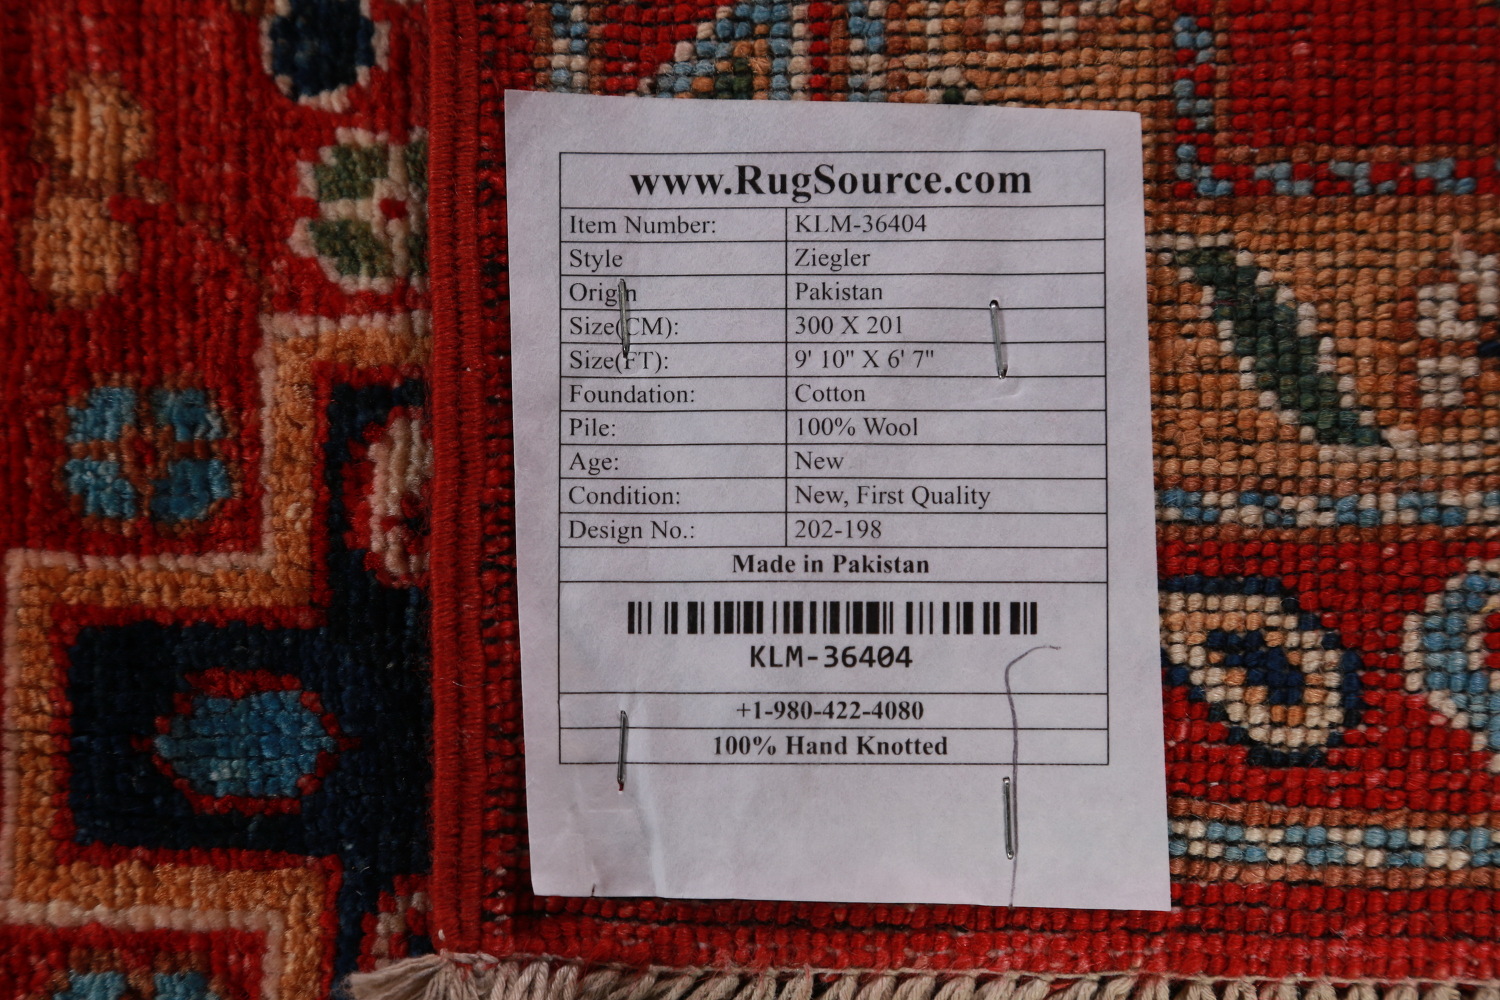 www.RugSource.com
Item Number: KLM-36404
Style Ziegler
Origin Pakistan
Size(CM): 300 X 201
Size(FT): 9' 10" X 6' 7"
Foundation: Cotton
Pile: 100% Wool
Age: New
Condition: New, First Quality
Design No.: 202-198
Made in Pakistan
KLM-36404
+1-980-422-4080
100% Hand Knotted